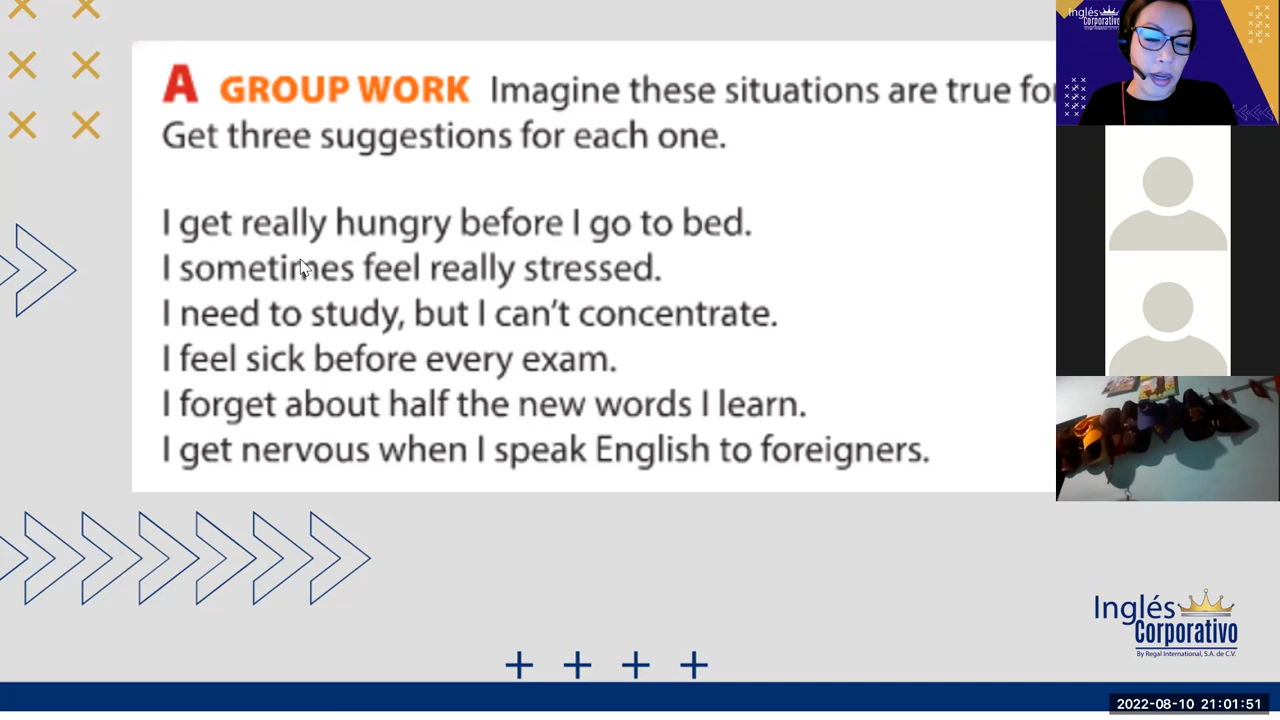 A GROUP WORK Imagine these situations are true for
Get three suggestions for each one.
I get really hungry before I go to bed.
I sometimes feel really stressed.
I need to study, but I can't concentrate.
I feel sick before every exam.
I forget about half the new words I learn.
I get nervous when I speak English to foreigners.
Inglés
Corporativo
Inglés
Corporativo
By Regal International, S.A. de C.V.
2022-08-10 21:01:51